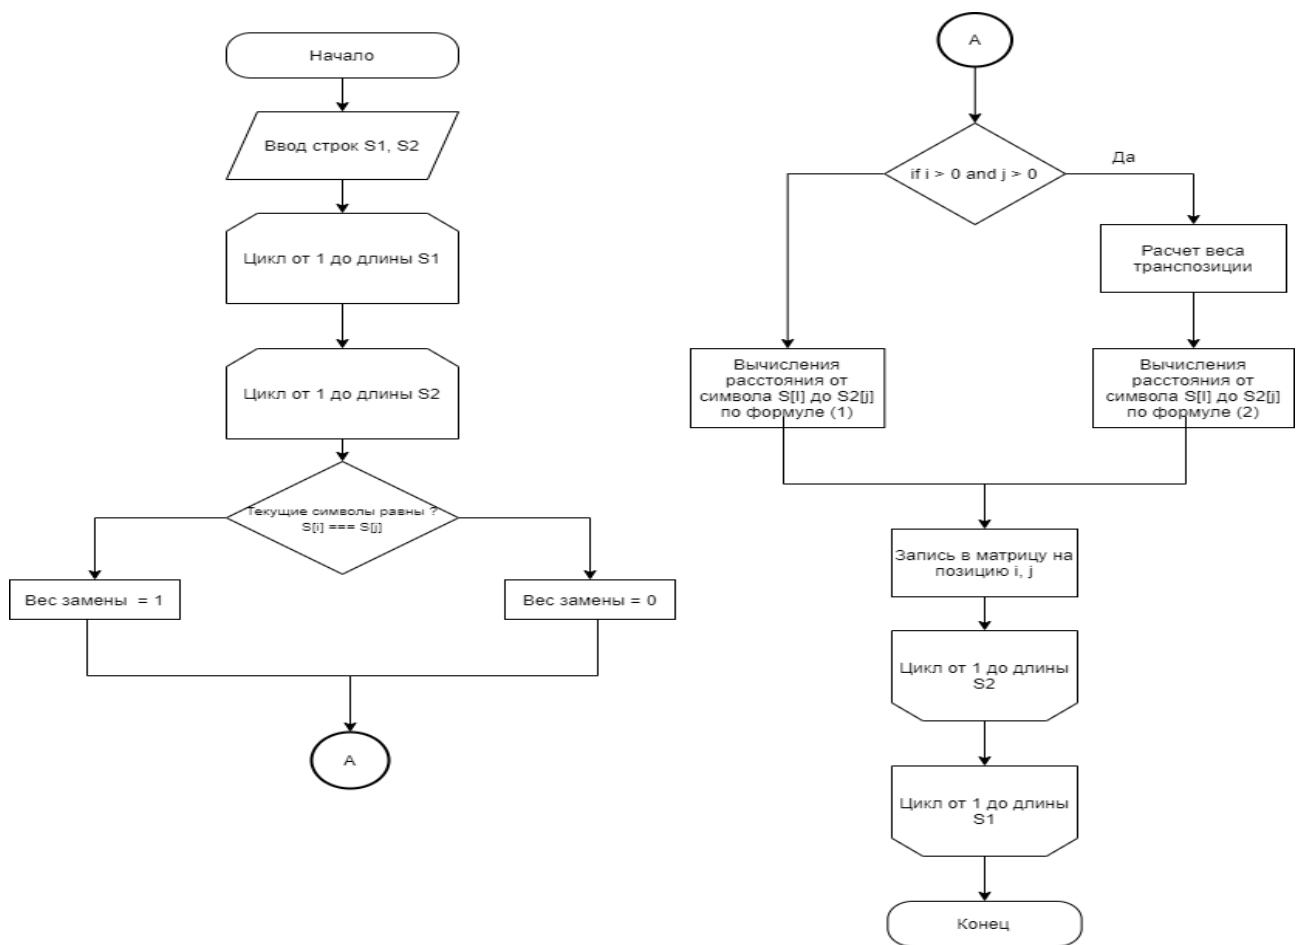 Начало
Ввод строк S1, S2
Цикл от 1 до длины S1
Цикл от 1 до длины S2
Текущие символы равны ?
S[i] === S[j]
Вес замены = 1
Вес замены = 0
A
A
if i > 0 and j > 0
Да
Расчет веса
транспозиции
Вычисления
расстояния от
символа S[I] до S2[j]
по формуле (1)
Вычисления
расстояния от
символа S[I] до S2[j]
по формуле (2)
Запись в матрицу на
позицию i, j
Цикл от 1 до длины
S2
Цикл от 1 до длины
S1
Конец